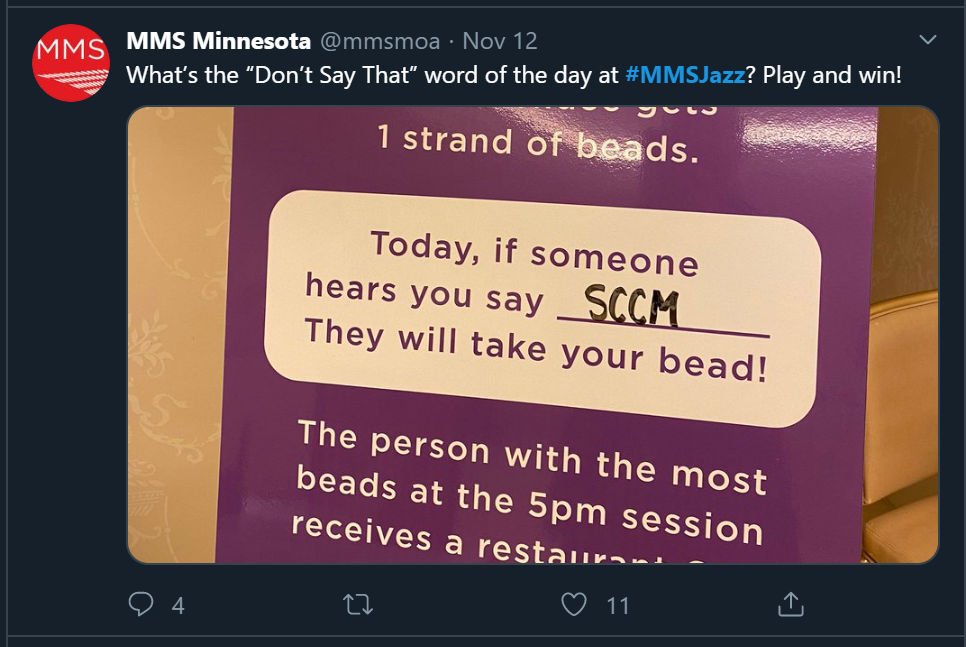 MMS
MMS Minnesota @mmsmoa · Nov 12
What's the “Don't Say That” word of the day at #MMSJazz? Play and win!
gets
1 strand of beads.
Today, if someone
hears you say SCCM
They will take your bead!
The person with the most
beads at the 5pm session
receives a restaurant
4
11